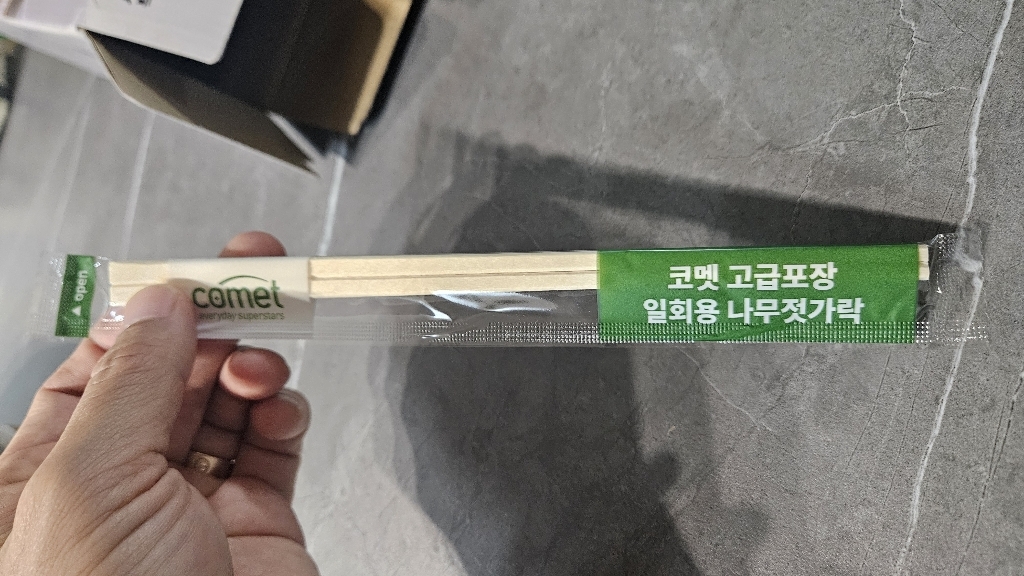 open
comet
everyday superstars
코멧 고급포장
일회용 나무젓가락